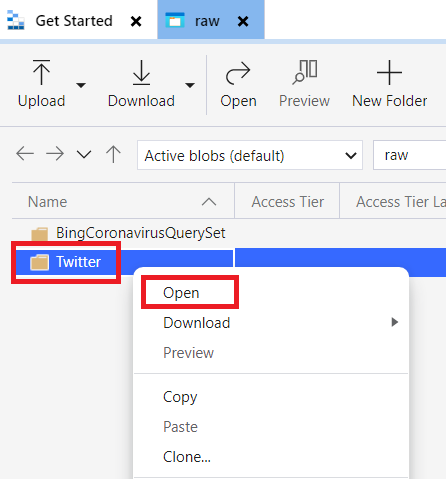 Get Started
raw
Upload
Download
Open
Preview
New Folder
Active blobs (default)
raw
Name
Access Tier
Access Tier La
BingCoronavirusQuerySet
Twitter
Open
Download
Preview
Copy
Paste
Clone...